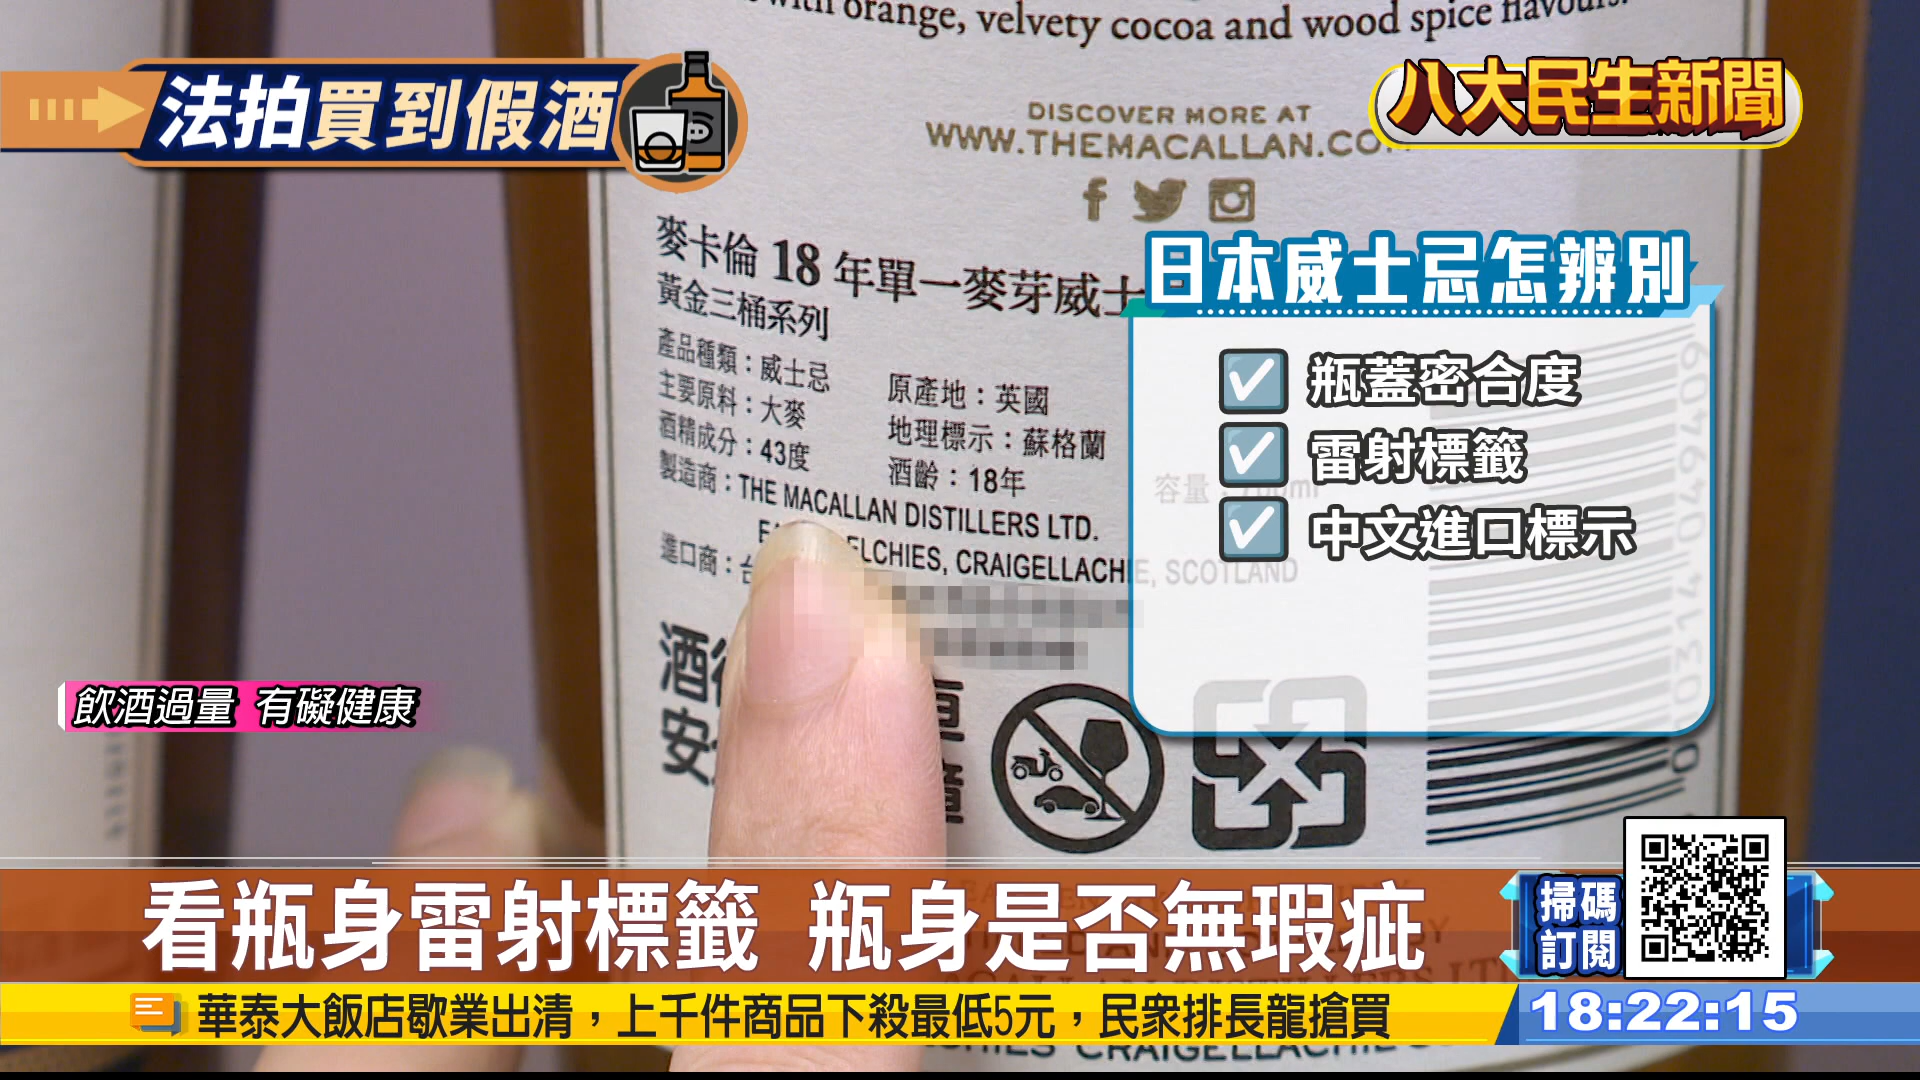 with orange, velvety cocoa and wood spice flavours.
法拍買到假酒
八大民生新聞
DISCOVER MORE AT
WWW.THEMACALLAN.CO
麥卡倫 18 年單一麥芽威士
黃金三桶系列
產品種類：威士忌
主要原料：大麥
酒精成分：43度
原產地：英國
地理標示：蘇格蘭
酒齡：18年
容量：700ml
製造商：THE MACALLAN DISTILLERS LTD.
ELCHIES, CRAIGELLACHIE, SCOTLAND
進口商：台
酒後
安
日本威士忌怎辨別
瓶蓋密合度
雷射標籤
中文進口標示
飲酒過量 有礙健康
看瓶身雷射標籤 瓶身是否無瑕疵
掃碼
訂閱
華泰大飯店歇業出清，上千件商品下殺最低5元，民眾排長龍搶買
18:22:15